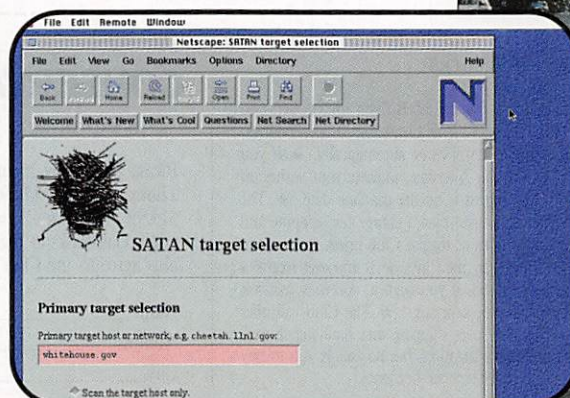 File Edit Remote Window
Netscape: SATAN target selection
File Edit View Go Bookmarks Options Directory Help
Back Home Reload Open Print Find
Welcome What's New What's Cool Questions Net Search Net Directory
N
SATAN target selection
Primary target selection
Primary target host or network, e.g. cheetah.llnl.gov:
whitehouse.gov
Scan the target host only.